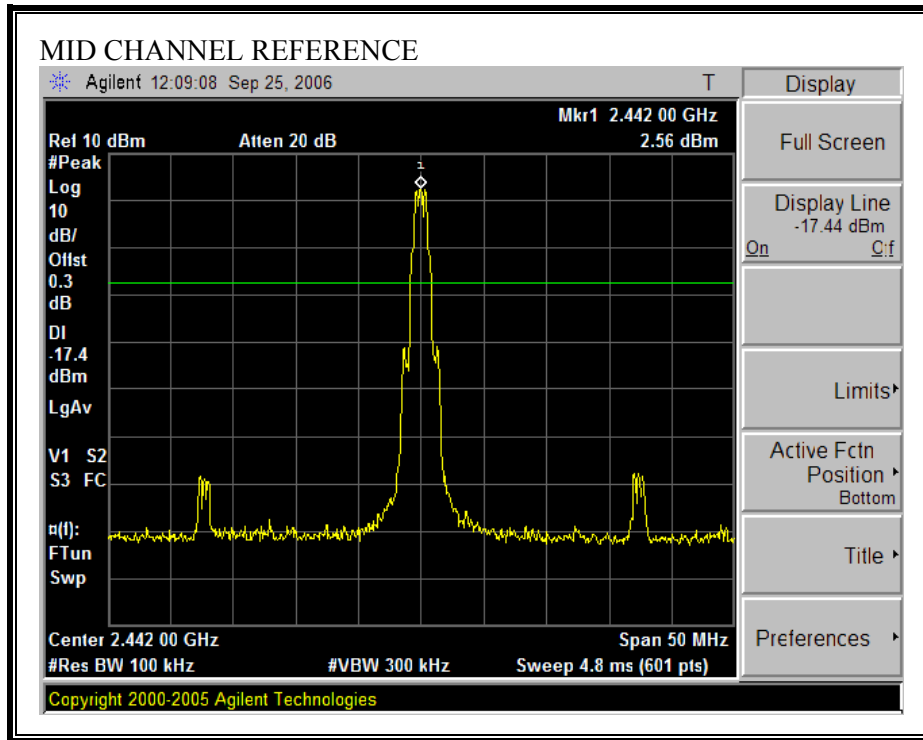 MID CHANNEL REFERENCE
Agilent 12:09:08 Sep 25, 2006 T
Display
Mkr1 2.442 00 GHz
Ref 10 dBm Atten 20 dB 2.56 dBm
#Peak
Log
10
dB/
Offst
0.3
dB
DI
-17.4
dBm
LgAv
V1 S2
S3 FC
¤(f):
FTun
Swp
1
Center 2.442 00 GHz Span 50 MHz
#Res BW 100 kHz #VBW 300 kHz Sweep 4.8 ms (601 pts)
Copyright 2000-2005 Agilent Technologies
Full Screen
Display Line
-17.44 dBm
On Off
Limits
Active Fctn
Position
Bottom
Title
Preferences